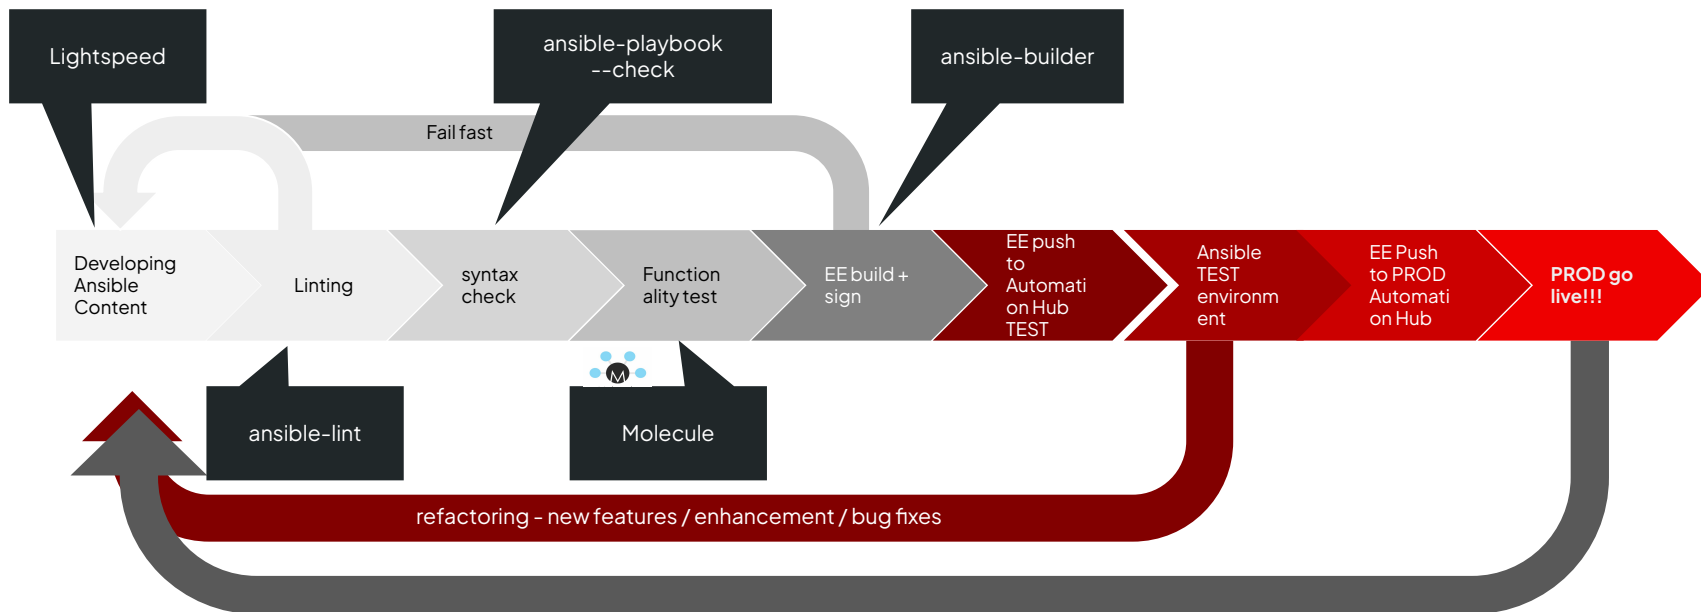 Lightspeed
ansible-playbook
--check
ansible-builder
Fail fast
Developing
Ansible
Content
Linting
syntax
check
Function
ality test
EE build +
sign
EE push
to
Automati
on Hub
TEST
Ansible
TEST
environm
ent
EE Push
to PROD
Automati
on Hub
PROD go
live!!!
M
ansible-lint
Molecule
refactoring - new features / enhancement / bug fixes